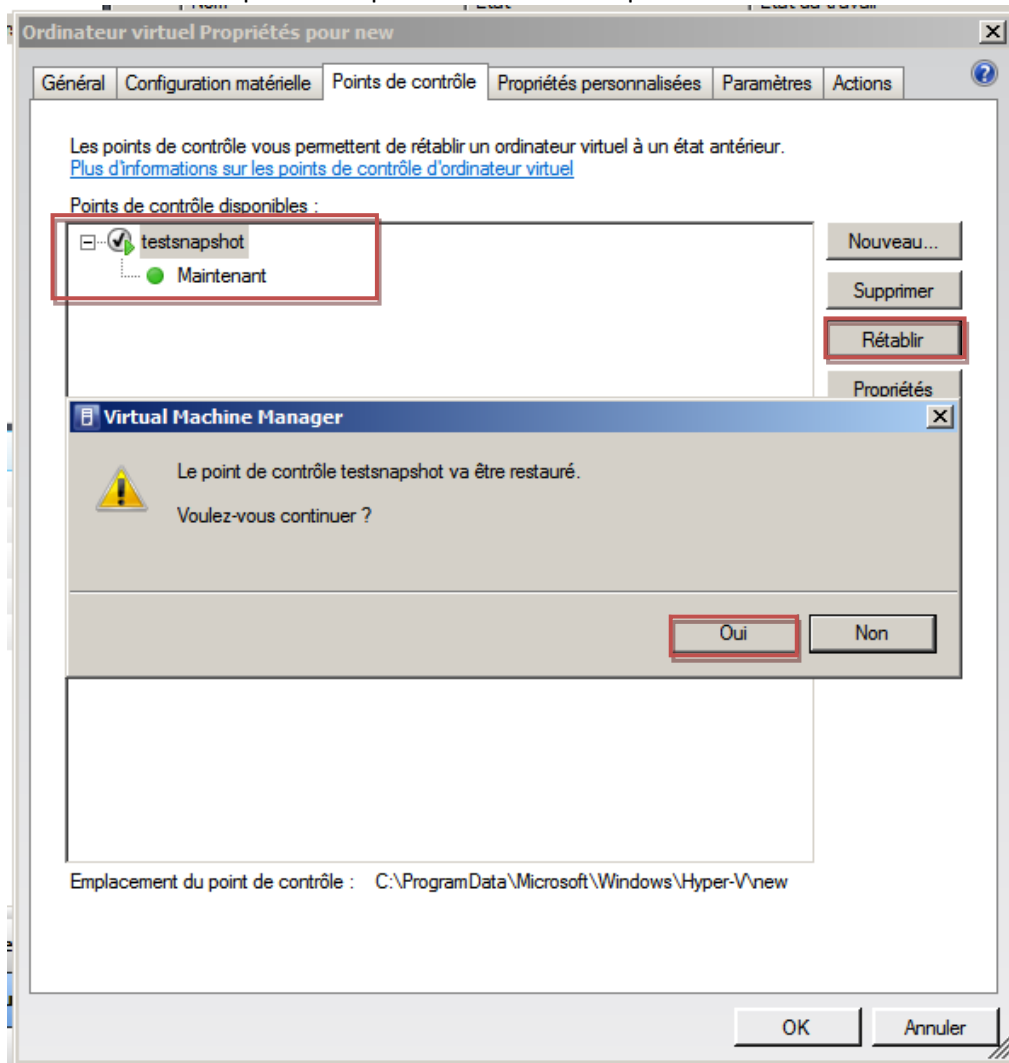 Ordinateur virtuel Propriétés pour new
Général Configuration matérielle Points de contrôle Propriétés personnalisées Paramètres Actions
Les points de contrôle vous permettent de rétablir un ordinateur virtuel à un état antérieur.
Plus d'informations sur les points de contrôle d'ordinateur virtuel
Points de contrôle disponibles :
testsnapshot
Maintenant
Nouveau...
Supprimer
Rétablir
Propriétés
Virtual Machine Manager
Le point de contrôle testsnapshot va être restauré.
Voulez-vous continuer ?
Oui Non
Emplacement du point de contrôle : C:\ProgramData\Microsoft\Windows\Hyper-V\new
OK Annuler